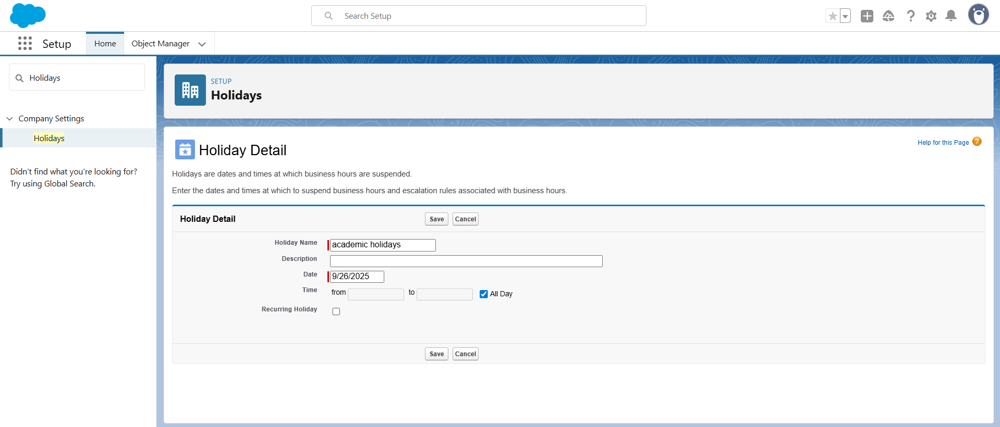 Search Setup
Setup
Home
Object Manager
Holidays
Company Settings
Holidays
Didn't find what you're looking for?
Try using Global Search.
SETUP
Holidays
Help for this Page
Holiday Detail
Holidays are dates and times at which business hours are suspended.
Enter the dates and times at which to suspend business hours and escalation rules associated with business hours.
Holiday Detail
Save Cancel
Holiday Name academic holidays
Description
Date 9/26/2025
Time from to All Day
Recurring Holiday
Save Cancel